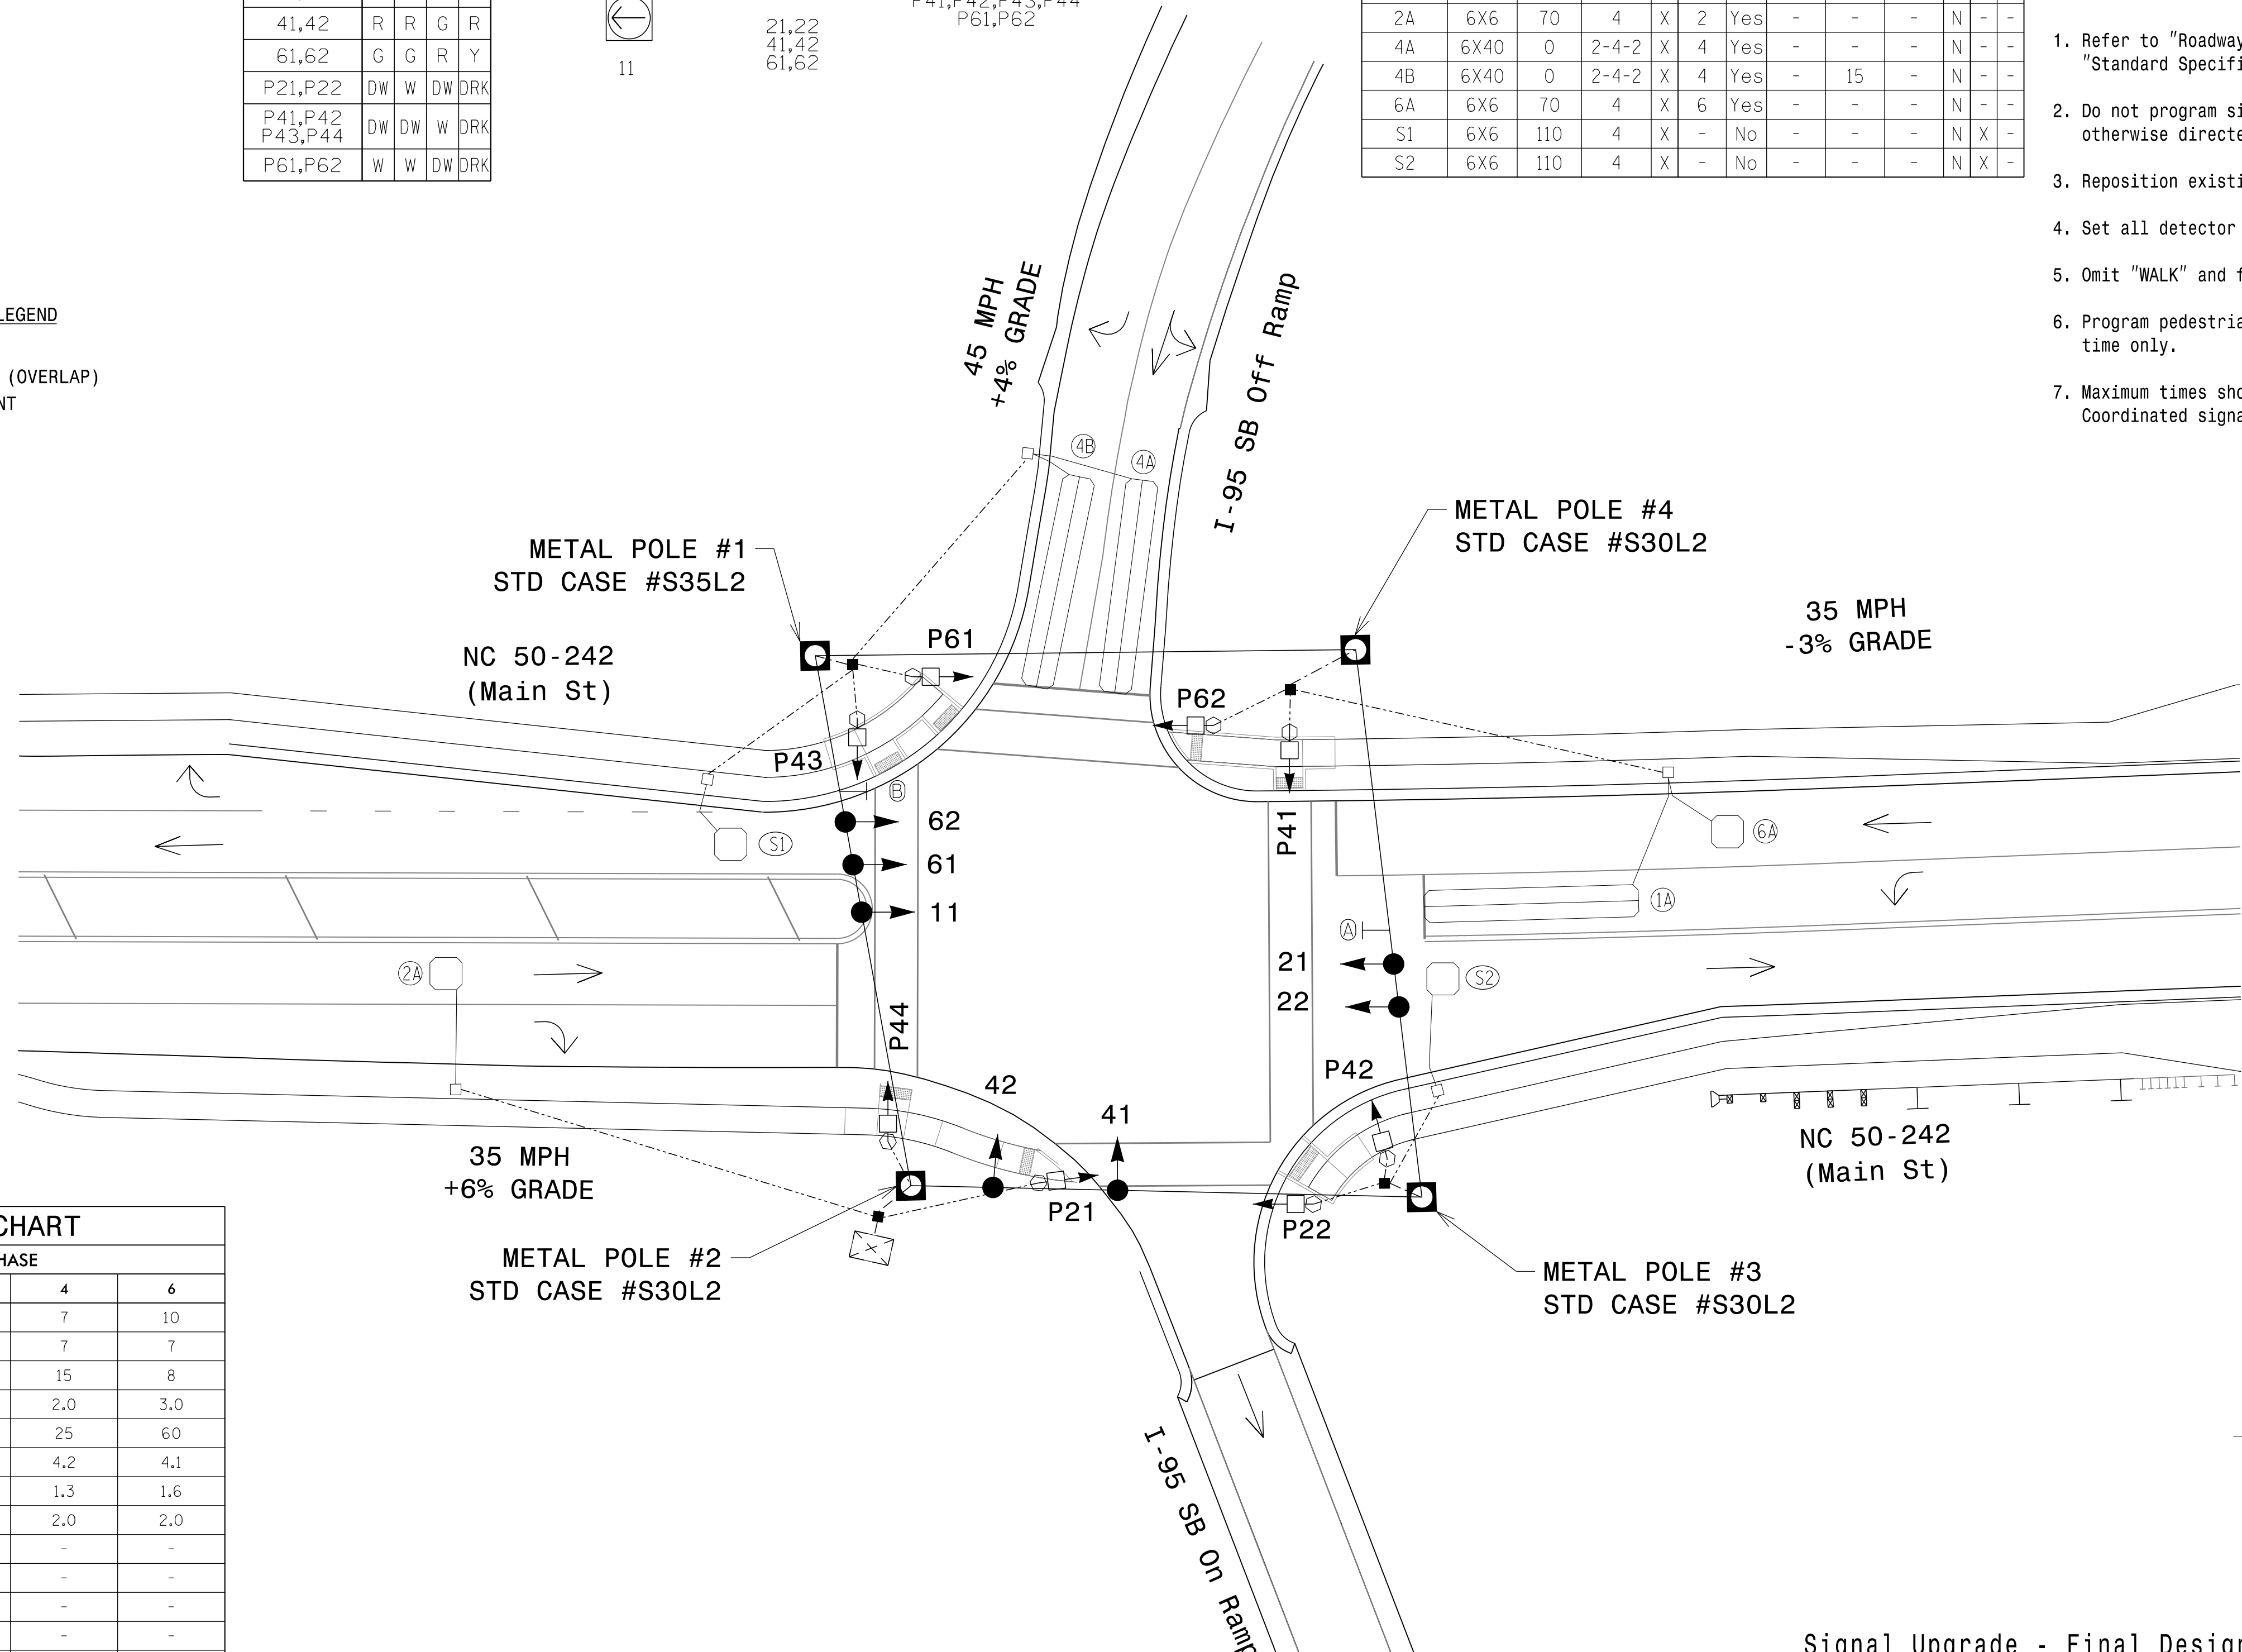 P41,P42,P43,P44
P61,P62
41,42 R R G R
61,62 G G R Y
P21,P22 DW W DW DRK
P41,P42
P43,P44 DW DW W DRK
P61,P62 W W DW DRK
11
21,22
41,42
61,62
2A 6X6 70 4 X 2 Yes - - - N - -
4A 6X40 0 2-4-2 X 4 Yes - - - N - -
4B 6X40 0 2-4-2 X 4 Yes - 15 - N - -
6A 6X6 70 4 X 6 Yes - - - N - -
S1 6X6 110 4 X - No - - - N X -
S2 6X6 110 4 X - No - - - N X -
1. Refer to "Roadway
"Standard Specifi
2. Do not program si
otherwise directe
3. Reposition existi
4. Set all detector
5. Omit "WALK" and f
6. Program pedestria
time only.
7. Maximum times sho
Coordinated signa
LEGEND
(OVERLAP)
NT
45 MPH
+4% GRADE
I-95 SB Off Ramp
4B
4A
METAL POLE #1
STD CASE #S35L2
METAL POLE #4
STD CASE #S30L2
NC 50-242
(Main St)
P61
P62
35 MPH
-3% GRADE
P43
B
62
61
11
S1
P41
6A
1A
A
21
22
2A
S2
P44
P42
42
41
P21
P22
35 MPH
+6% GRADE
NC 50-242
(Main St)
METAL POLE #2
STD CASE #S30L2
METAL POLE #3
STD CASE #S30L2
I-95 SB On Ramp
CHART
HASE
4 6
7 10
7 7
15 8
2.0 3.0
25 60
4.2 4.1
1.3 1.6
2.0 2.0
- -
- -
- -
- -
Signal Upgrade - Final Design